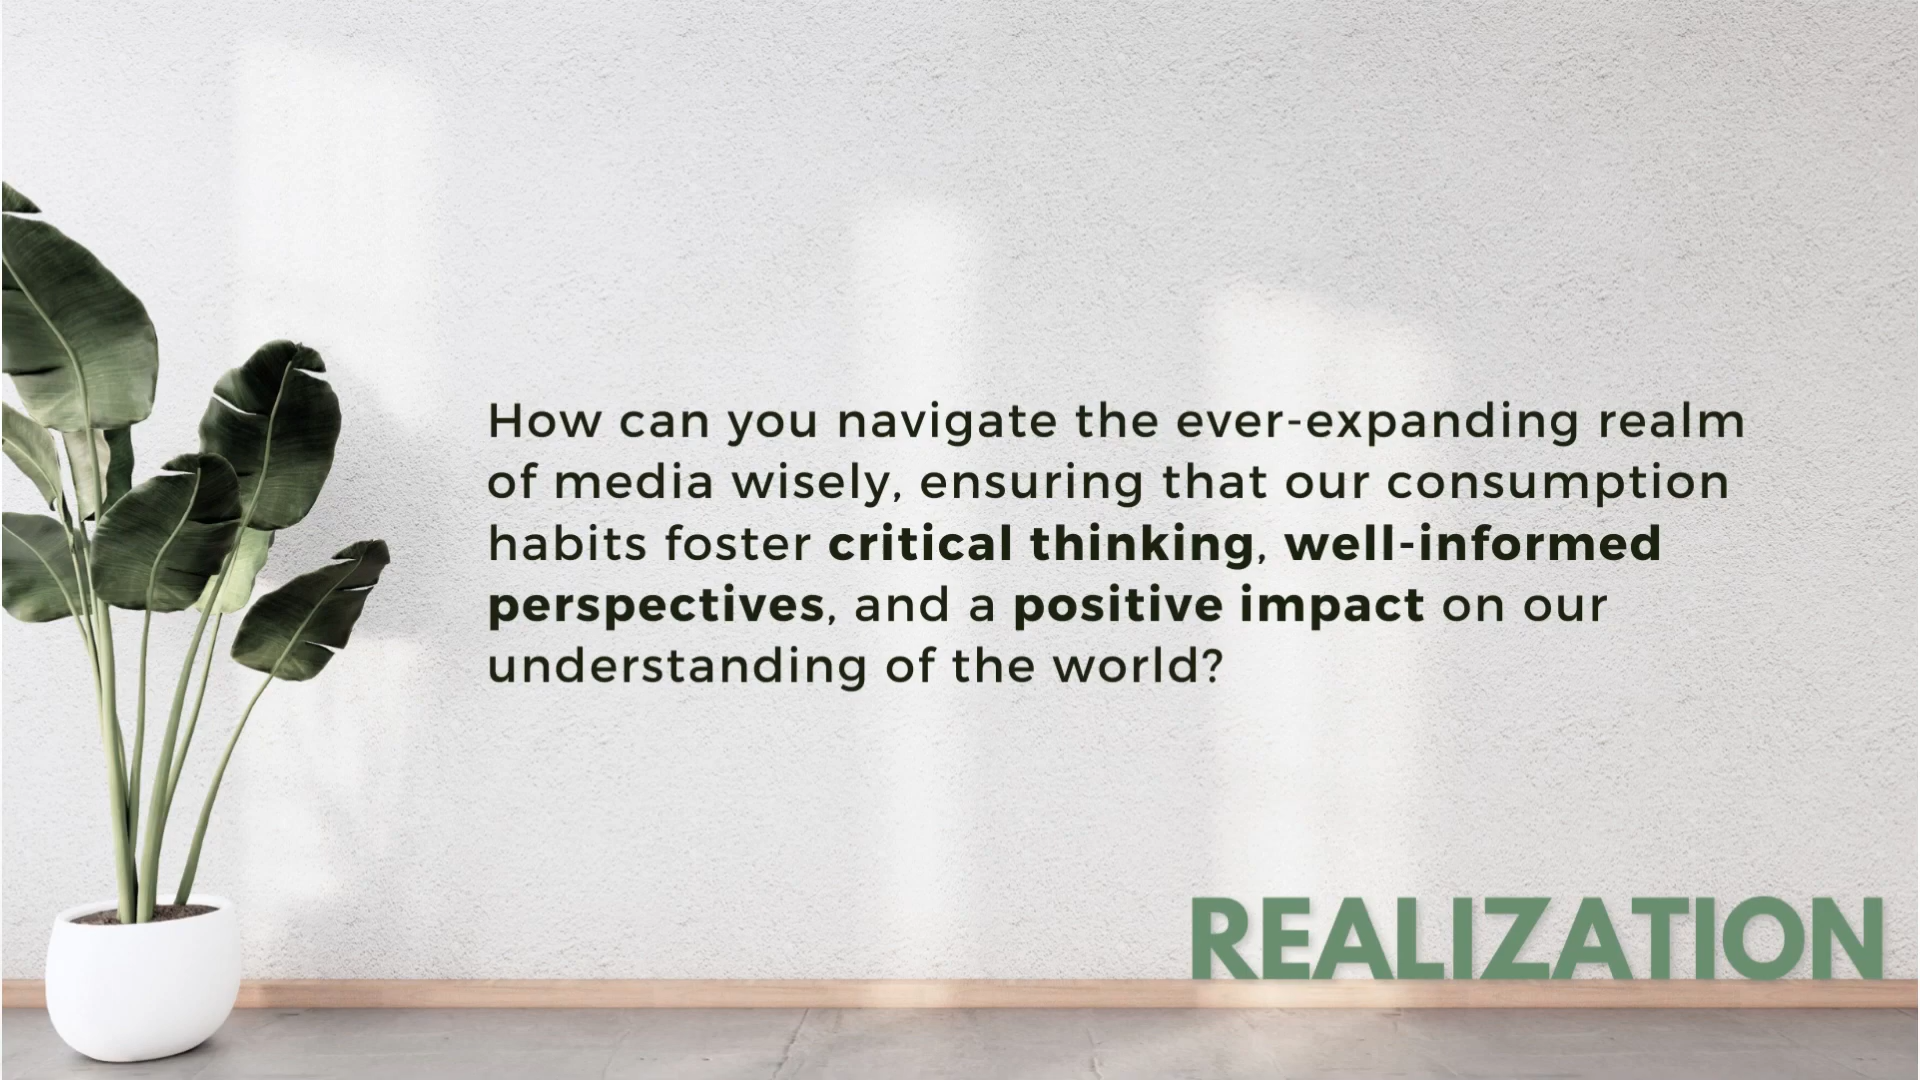 How can you navigate the ever-expanding realm
of media wisely, ensuring that our consumption
habits foster critical thinking, well-informed
perspectives, and a positive impact on our
understanding of the world?
REALIZATION